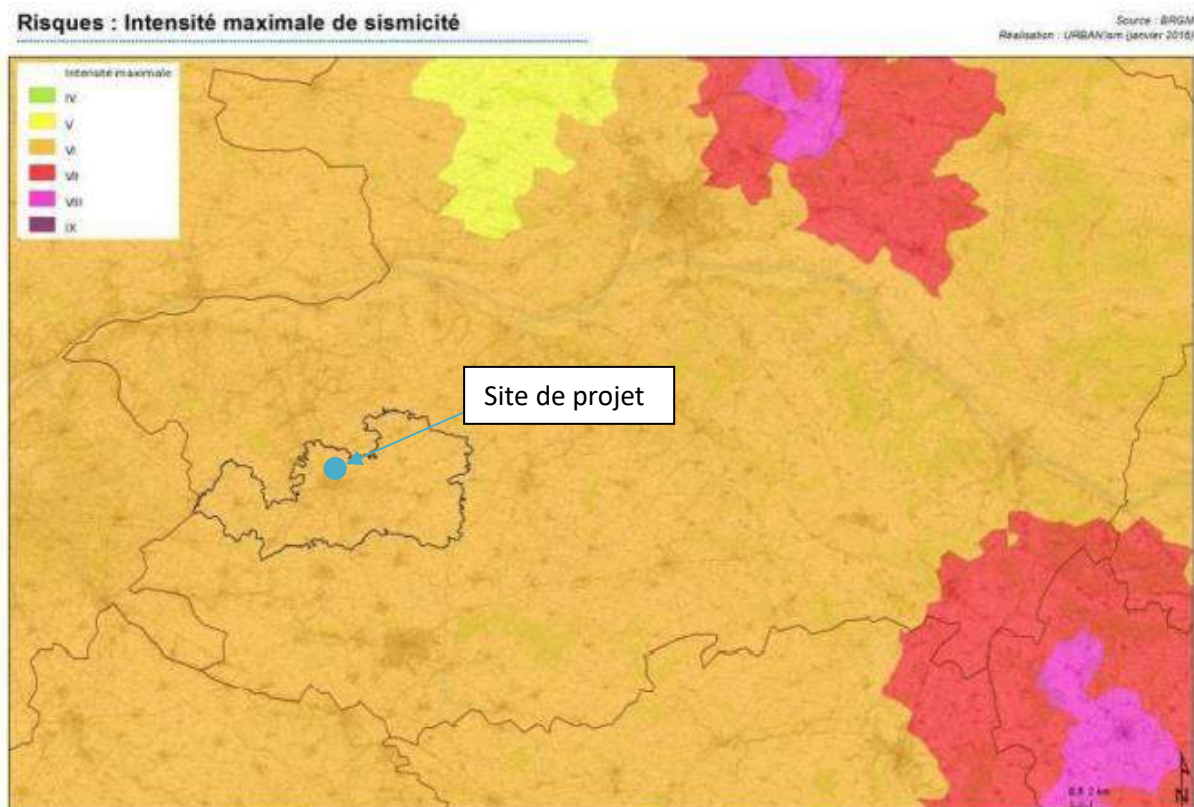 Risques : Intensité maximale de sismicité
Source : BRGM
Réalisation : URBAN'ism (janvier 2016)
Intensité maximale
IV
V
VI
VII
VIII
IX
Site de projet
N